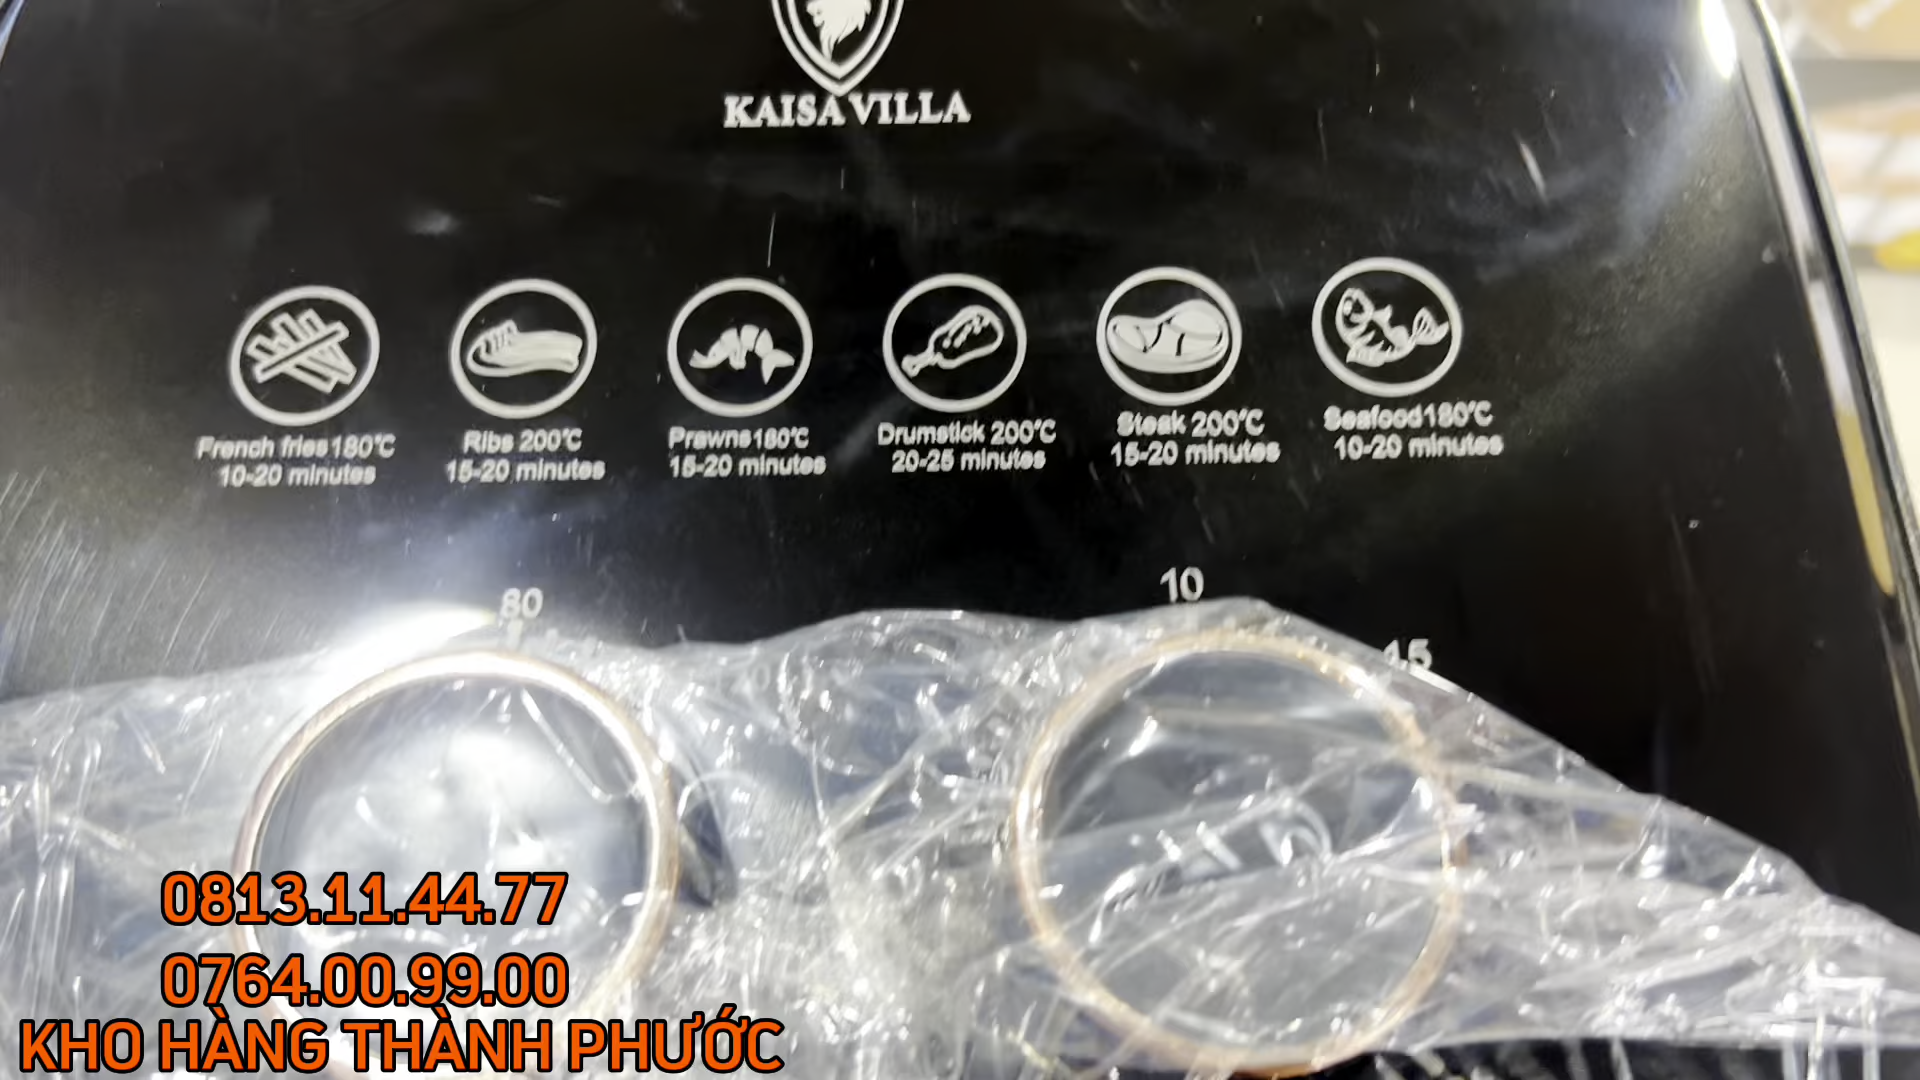 KAISA VILLA
French fries 180℃
10-20 minutes
Ribs 200℃
15-20 minutes
Prawns 180℃
15-20 minutes
Drumstick 200℃
20-25 minutes
Steak 200℃
15-20 minutes
Seafood 180℃
10-20 minutes
80
10
15
0813.11.44.77
0764.00.99.00
KHO HÀNG THÀNH PHƯỚC